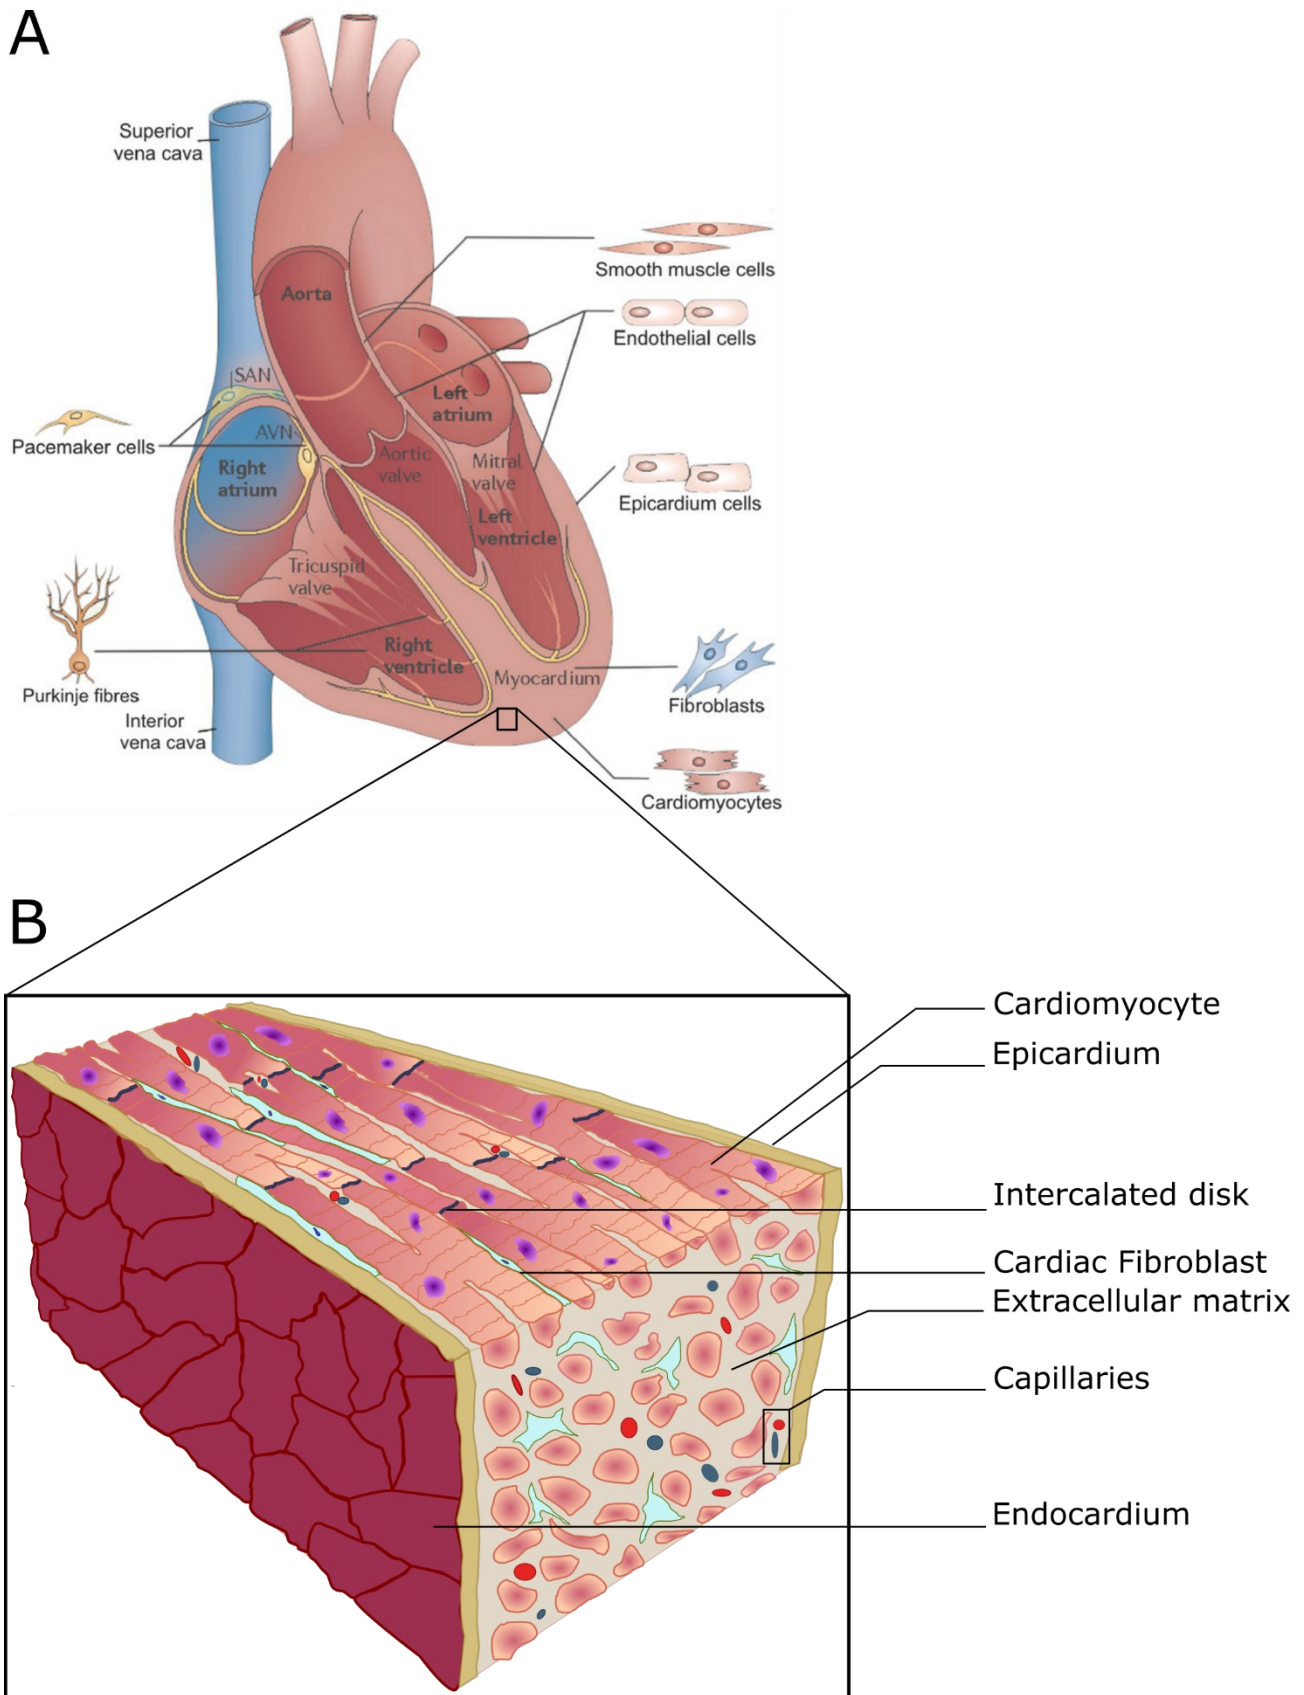 A
Superior
vena cava
Smooth muscle cells
Aorta
Endothelial cells
SAN
Left
atrium
Pacemaker cells
AVN
Aortic
valve
Mitral
valve
Right
atrium
Epicardium cells
Left
ventricle
Tricuspid
valve
Right
ventricle
Myocardium
Purkinje fibres
Fibroblasts
Interior
vena cava
Cardiomyocytes
B
Cardiomyocyte
Epicardium
Intercalated disk
Cardiac Fibroblast
Extracellular matrix
Capillaries
Endocardium